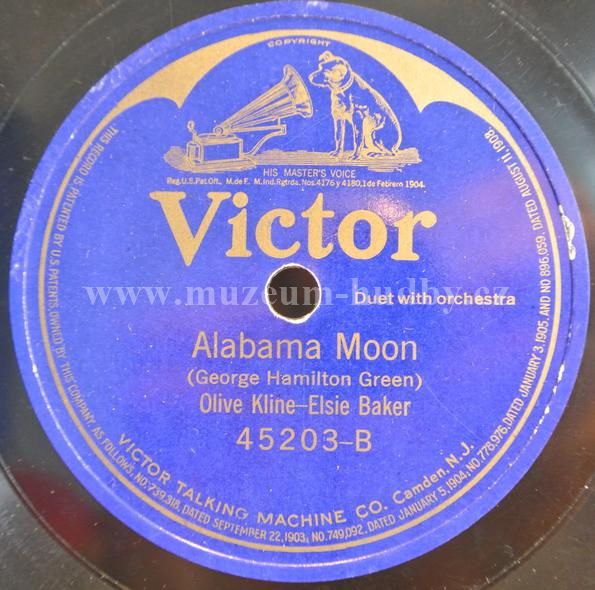 COPYRIGHT
HIS MASTER'S VOICE
Reg.U.S.Pat.Off., M.de F. M.Ind.Rgtrda. Nos.4176 y 4180,1 de Febrero 1904.
Victor
www.muzeum-budby.cz
Duet with orchestra
Alabama Moon
(George Hamilton Green)
Olive Kline–Elsie Baker
45203-B
VICTOR TALKING MACHINE CO. Camden, N.J.
THIS RECORD IS PATENTED BY U.S. PATENTS OWNED BY THIS COMPANY, AS FOLLOWS, NO. 739,318, DATED SEPTEMBER 22, 1903, NO. 749,092, DATED JANUARY 5, 1904, NO. 778,976, DATED JANUARY 3, 1905, AND NO 896,059, DATED AUGUST 11, 1908